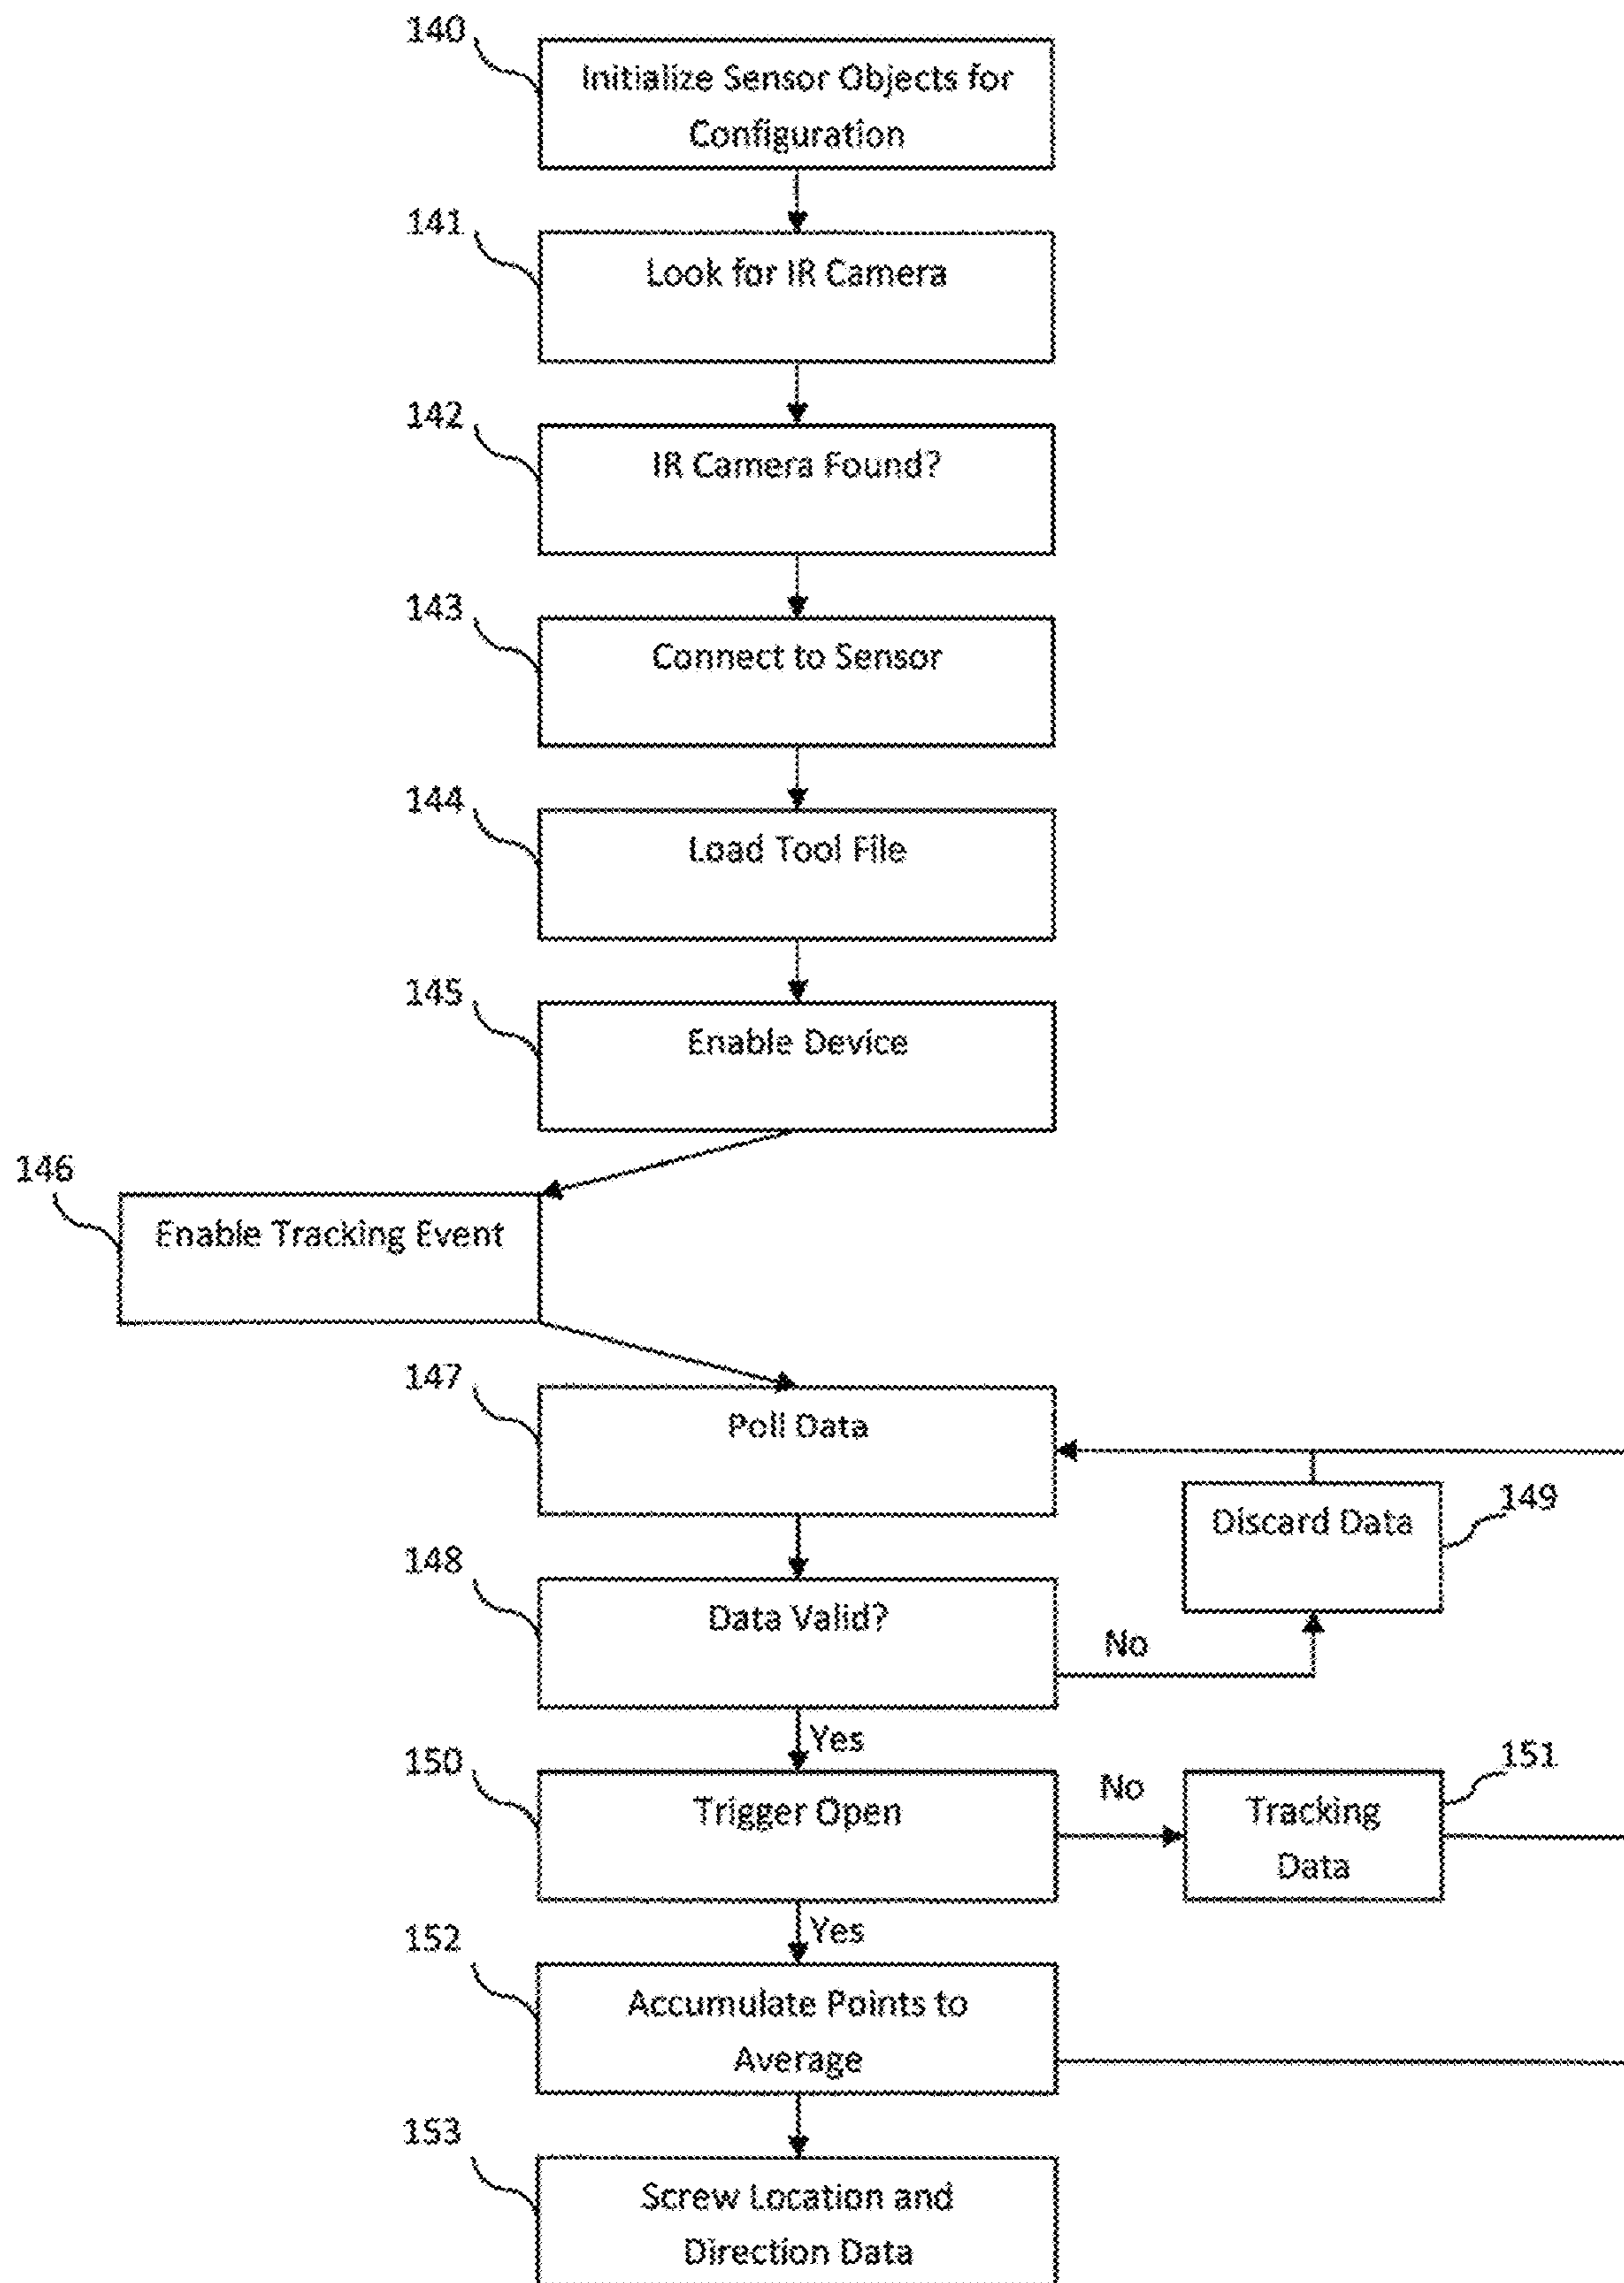 140
Initialize Sensor Objects for
Configuration
141
Look for IR Camera
142
IR Camera Found?
143
Connect to Sensor
144
Load Tool File
145
Enable Device
146
Enable Tracking Event
147
Poll Data
149
Discard Data
148
Data Valid?
No
Yes
150
Trigger Open
No
151
Tracking
Data
Yes
152
Accumulate Points to
Average
153
Screw Location and
Direction Data